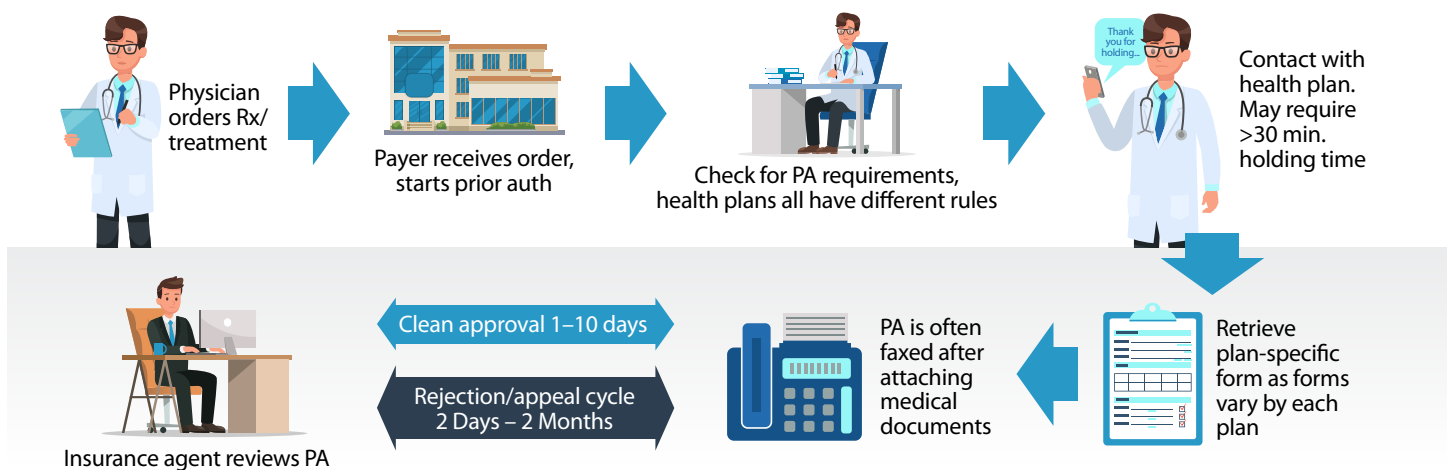 Physician
orders Rx/
treatment
Payer receives order,
starts prior auth
Check for PA requirements,
health plans all have different rules
Thank
you for
holding...
Contact with
health plan.
May require
>30 min.
holding time
Retrieve
plan-specific
form as forms
vary by each
plan
PA is often
faxed after
attaching
medical
documents
Clean approval 1–10 days
Rejection/appeal cycle
2 Days – 2 Months
Insurance agent reviews PA